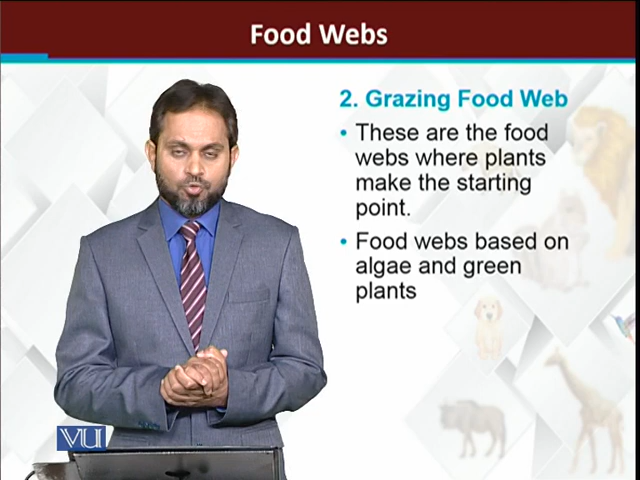 Food Webs
2. Grazing Food Web
• These are the food
webs where plants
make the starting
point.
• Food webs based on
algae and green
plants
VU